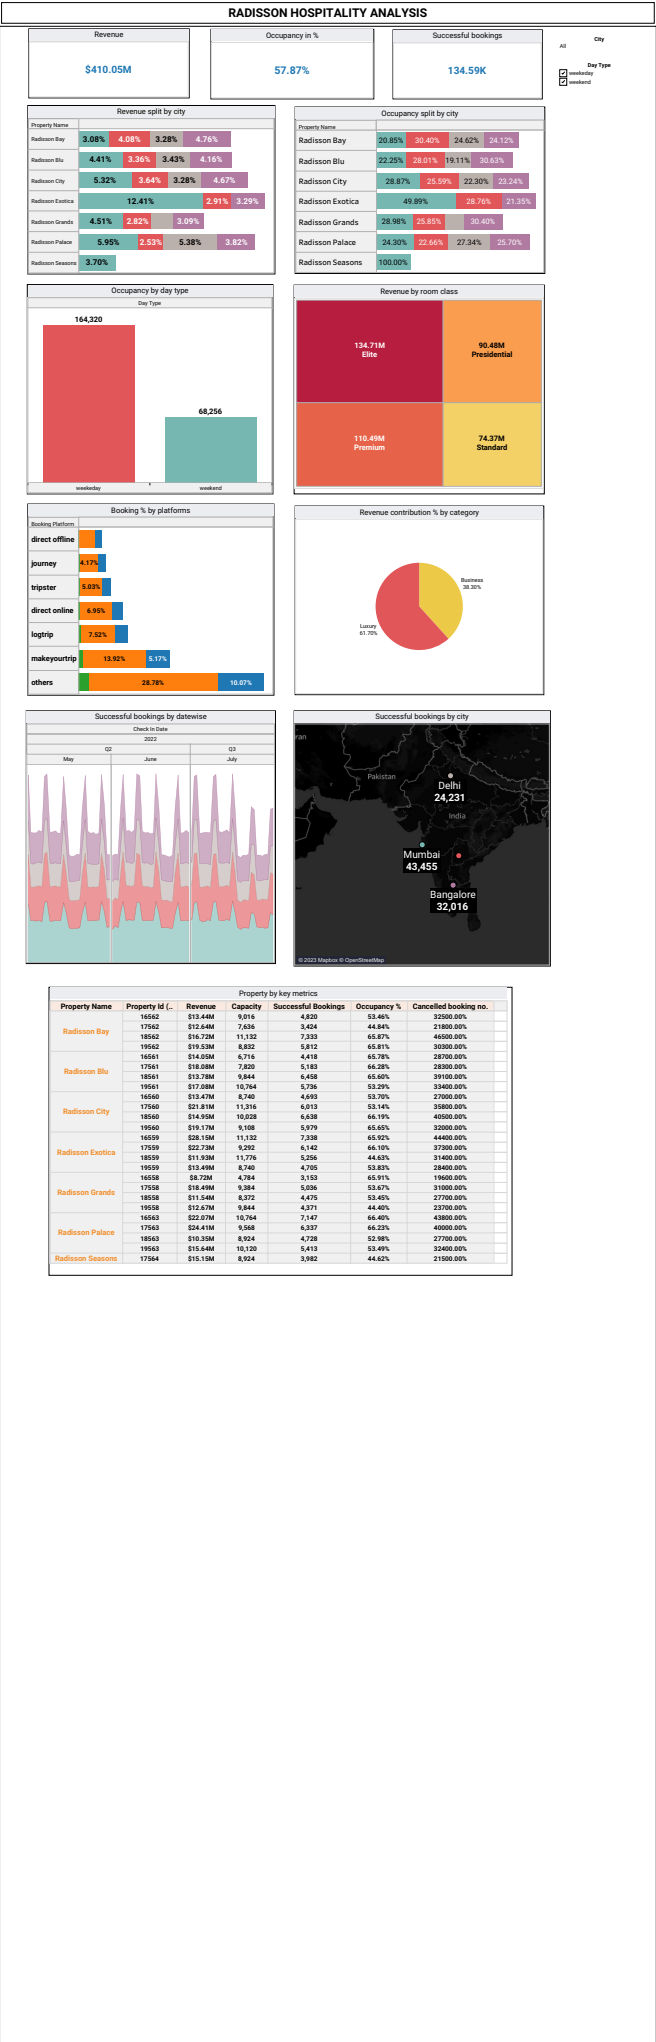 RADISSON HOSPITALITY ANALYSIS
Revenue
$410.05M
Occupancy in %
57.87%
Successful bookings
134.59K
City
All
Day Type
weekeday
weekend
Revenue split by city
Property Name
Radisson Bay 3.08% 4.08% 3.28% 4.76%
Radisson Blu 4.41% 3.36% 3.43% 4.16%
Radisson City 5.32% 3.64% 3.28% 4.67%
Radisson Exotica 12.41% 2.91% 3.29%
Radisson Grands 4.51% 2.82% 3.09%
Radisson Palace 5.95% 2.53% 5.38% 3.82%
Radisson Seasons 3.70%
Occupancy split by city
Property Name
Radisson Bay 20.85% 30.40% 24.62% 24.12%
Radisson Blu 22.25% 28.01% 19.11% 30.63%
Radisson City 28.87% 25.59% 22.30% 23.24%
Radisson Exotica 49.89% 28.76% 21.35%
Radisson Grands 28.98% 25.85% 30.40%
Radisson Palace 24.30% 22.66% 27.34% 25.70%
Radisson Seasons 100.00%
Occupancy by day type
Day Type
164,320
68,256
weekeday weekend
Revenue by room class
134.71M
Elite
90.48M
Presidential
110.49M
Premium
74.37M
Standard
Booking % by platforms
Booking Platform
direct offline
journey 4.17%
tripster 5.03%
direct online 6.95%
logtrip 7.52%
makeyourtrip 13.92% 5.17%
others 28.78% 10.07%
Revenue contribution % by category
Business
38.30%
Luxury
61.70%
Successful bookings by datewise
Check In Date
2022
Q2 Q3
May June July
Successful bookings by city
ran
Pakistan
Delhi
24,231
India
Mumbai
43,455
Bangalore
32,016
© 2023 Mapbox © OpenStreetMap
Property by key metrics
Property Name Property Id (.. Revenue Capacity Successful Bookings Occupancy % Cancelled booking no.
Radisson Bay 16562 $13.44M 9,016 4,820 53.46% 32500.00%
17562 $12.64M 7,636 3,424 44.84% 21800.00%
18562 $16.72M 11,132 7,333 65.87% 46500.00%
19562 $19.53M 8,832 5,812 65.81% 30300.00%
Radisson Blu 16561 $14.05M 6,716 4,418 65.78% 28700.00%
17561 $18.08M 7,820 5,183 66.28% 28300.00%
18561 $13.78M 9,844 6,458 65.60% 39100.00%
19561 $17.08M 10,764 5,736 53.29% 33400.00%
Radisson City 16560 $13.47M 8,740 4,693 53.70% 27000.00%
17560 $21.81M 11,316 6,013 53.14% 35800.00%
18560 $14.95M 10,028 6,638 66.19% 40500.00%
19560 $19.17M 9,108 5,979 65.65% 32000.00%
Radisson Exotica 16559 $28.15M 11,132 7,338 65.92% 44400.00%
17559 $22.73M 9,292 6,142 66.10% 37300.00%
18559 $11.93M 11,776 5,256 44.63% 31400.00%
19559 $13.49M 8,740 4,705 53.83% 28400.00%
Radisson Grands 16558 $8.72M 4,784 3,153 65.91% 19600.00%
17558 $18.49M 9,384 5,036 53.67% 31000.00%
18558 $11.54M 8,372 4,475 53.45% 27700.00%
19558 $12.67M 9,844 4,371 44.40% 23700.00%
Radisson Palace 16563 $22.07M 10,764 7,147 66.40% 43800.00%
17563 $24.41M 9,568 6,337 66.23% 40000.00%
18563 $10.35M 8,924 4,728 52.98% 27700.00%
19563 $15.64M 10,120 5,413 53.49% 32400.00%
Radisson Seasons 17564 $15.15M 8,924 3,982 44.62% 21500.00%